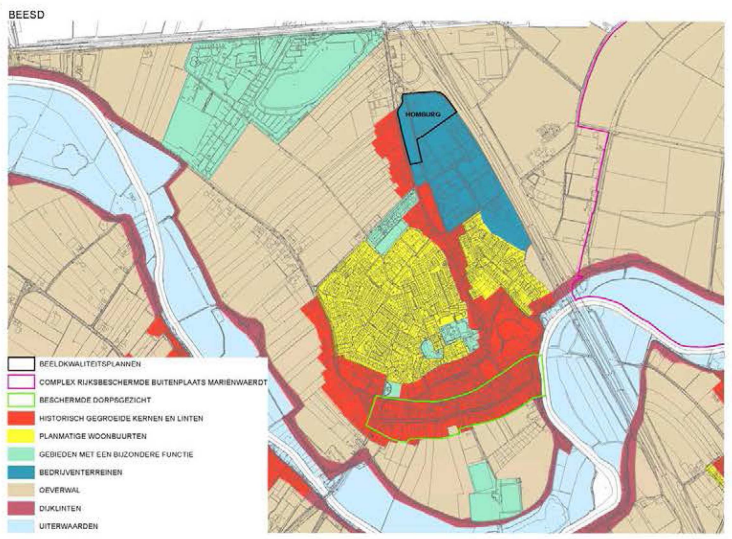 BEESD
HOMBURG
BEELDKWALITEITSPLANNEN
COMPLEX RIJKSBESCHERMDE BUITENPLAATS MARIËNWAERDT
BESCHERMDE DORPSGEZICHT
HISTORISCH GEGROEIDE KERNEN EN LINTEN
PLANMATIGE WOONBUURTEN
GEBIEDEN MET EEN BIJZONDERE FUNCTIE
BEDRIJVENTERREINEN
OEVERWAL
DIJKLINTEN
UITERWAARDEN